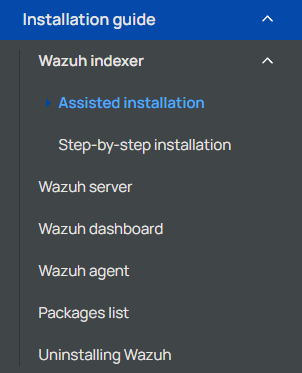 Installation guide
Wazuh indexer
Assisted installation
Step-by-step installation
Wazuh server
Wazuh dashboard
Wazuh agent
Packages list
Uninstalling Wazuh